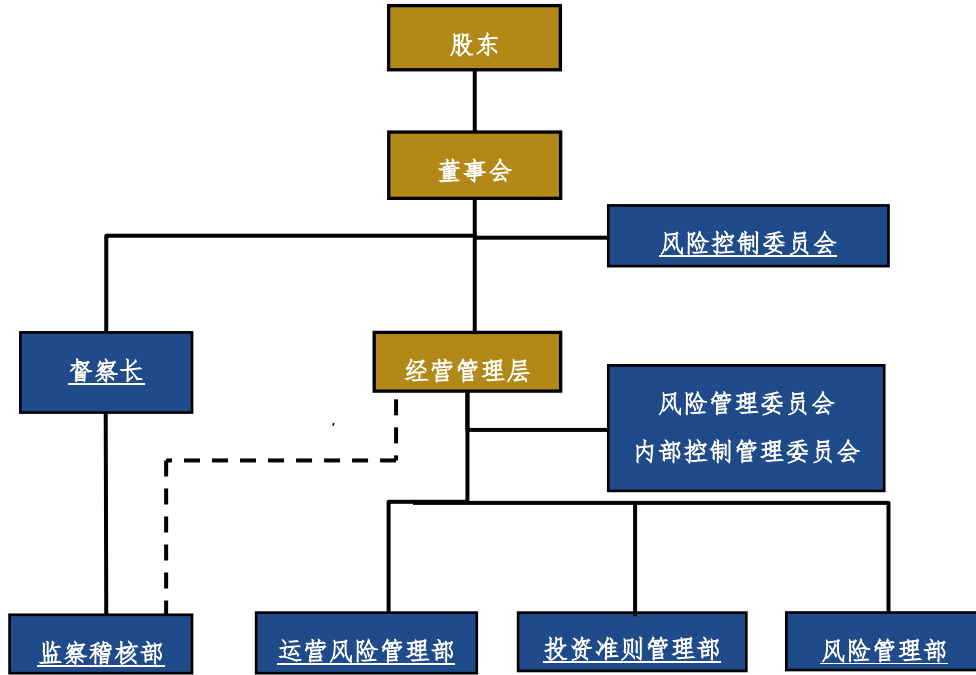 股东
董事会
风险控制委员会
督察长
经营管理层
风险管理委员会
内部控制管理委员会
监察稽核部
运营风险管理部
投资准则管理部
风险管理部